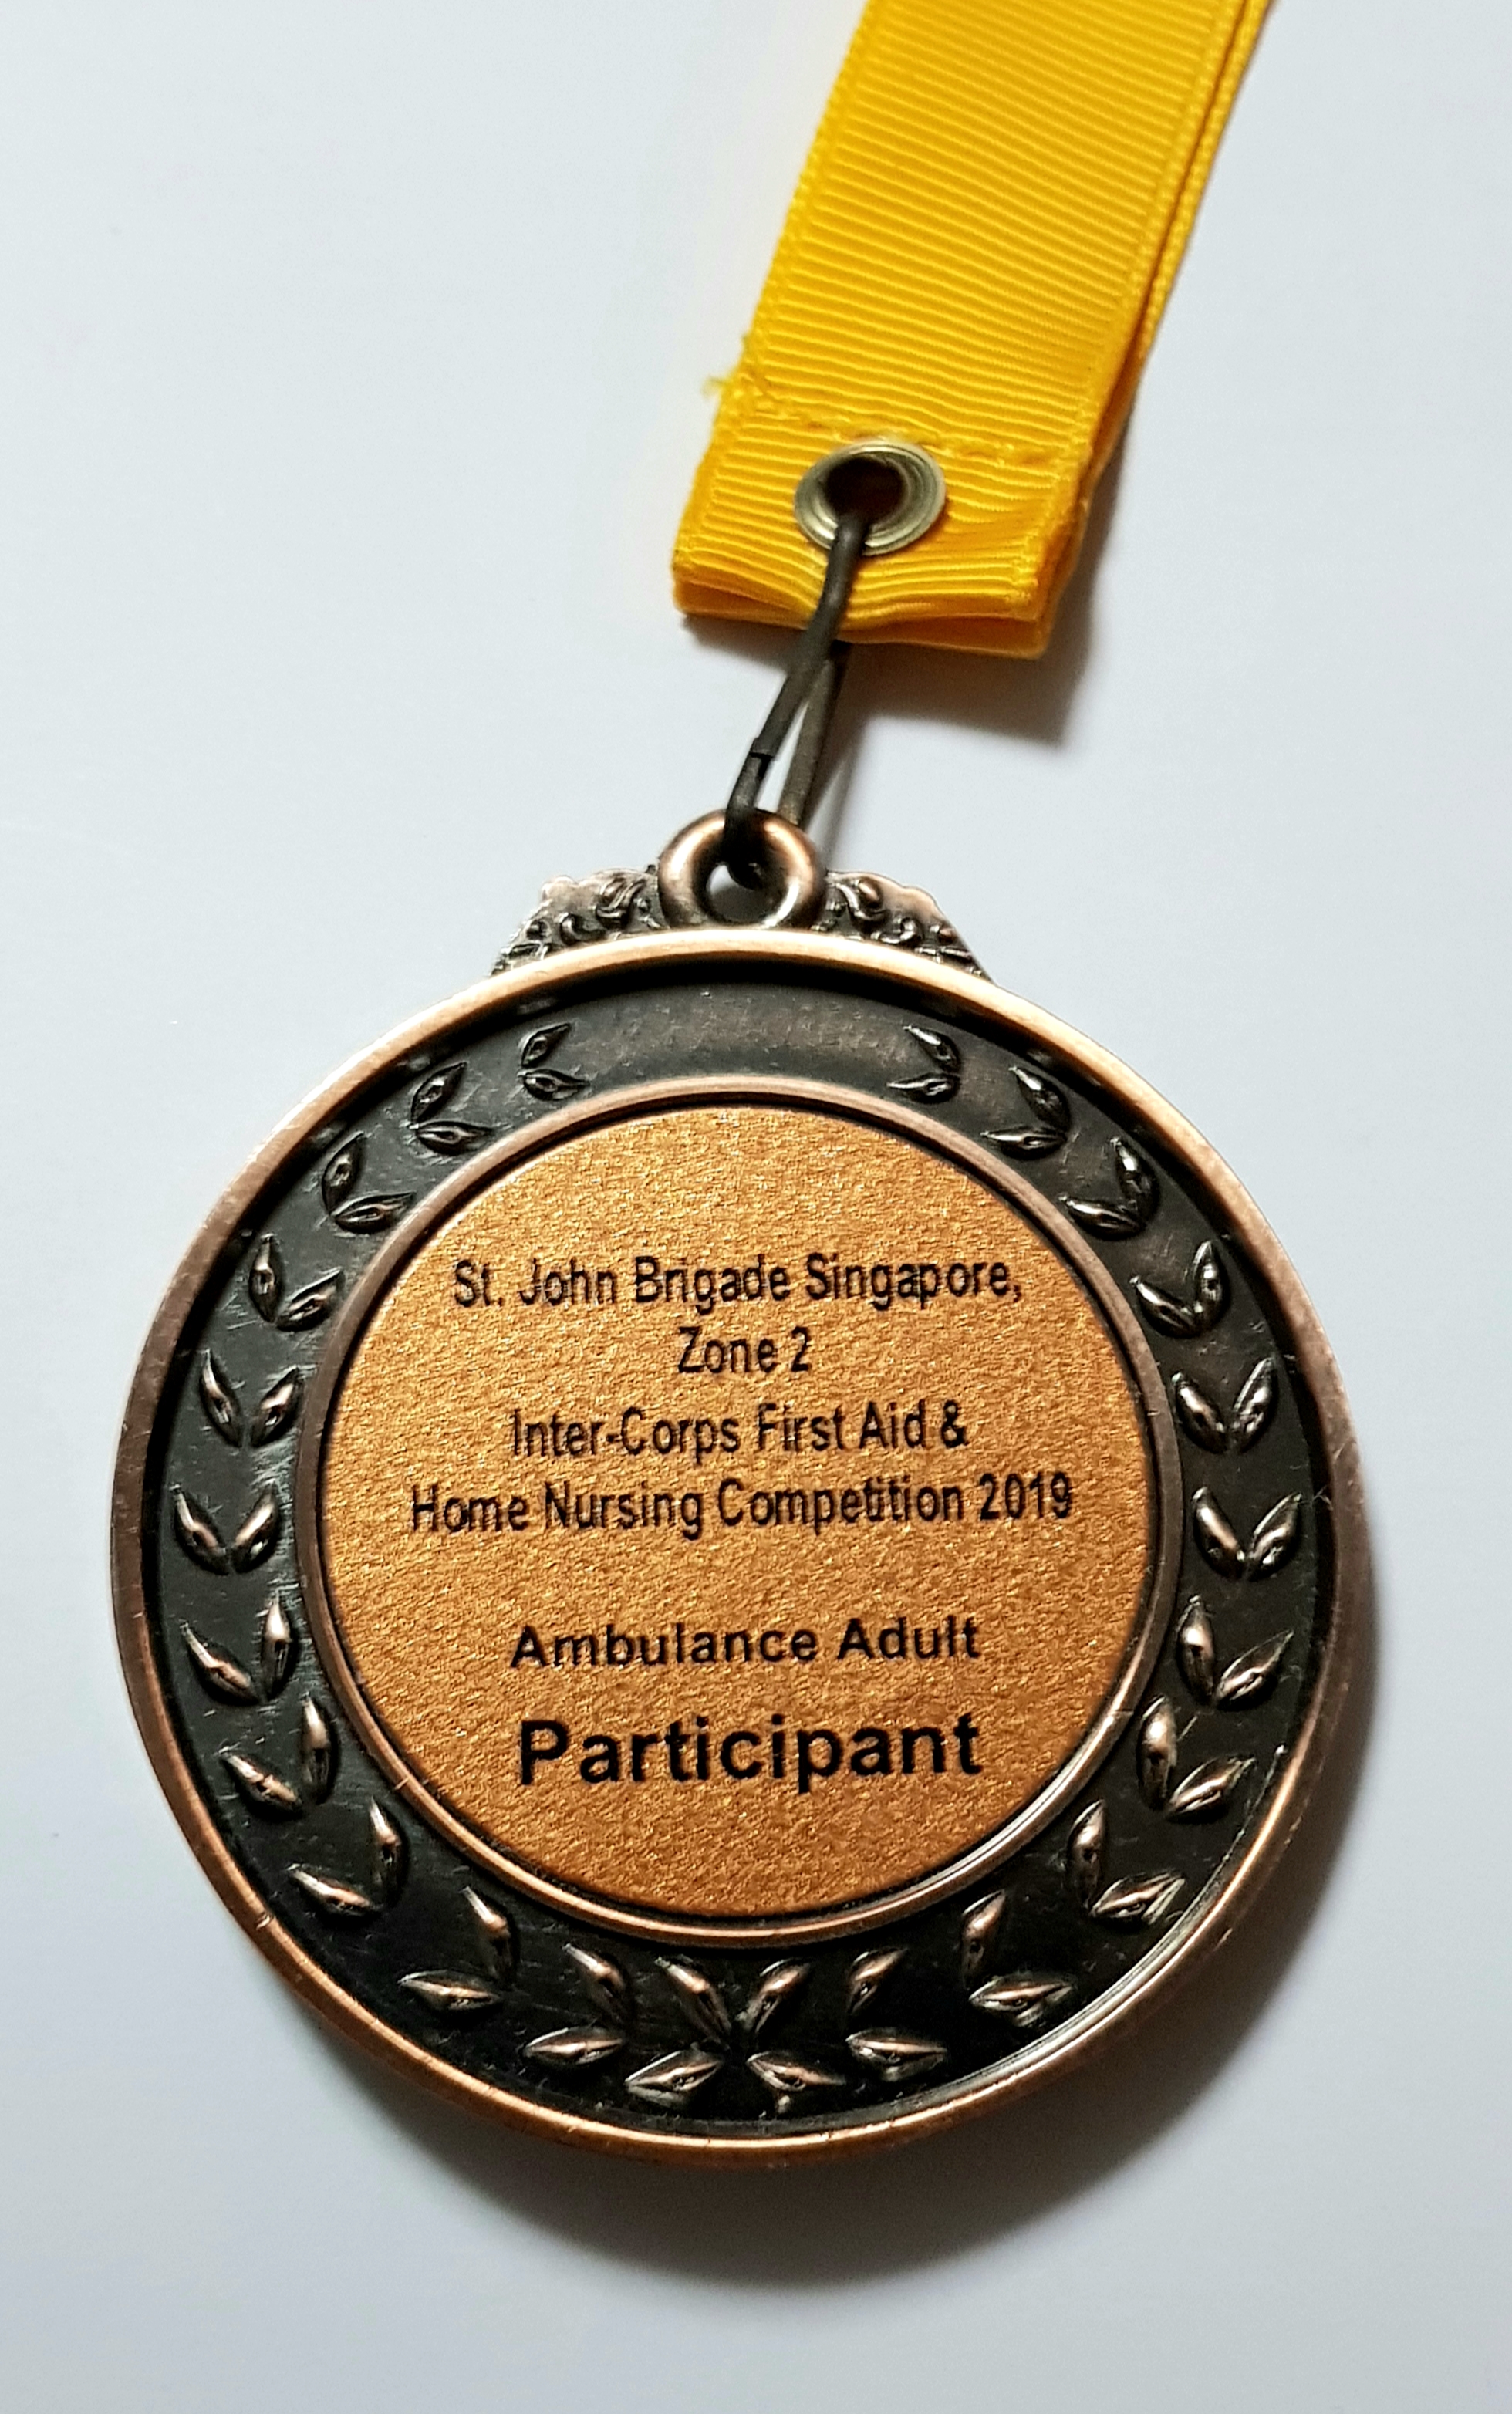 St. John Brigade Singapore,
Zone 2
Inter-Corps First Aid &
Home Nursing Competition 2019
Ambulance Adult
Participant